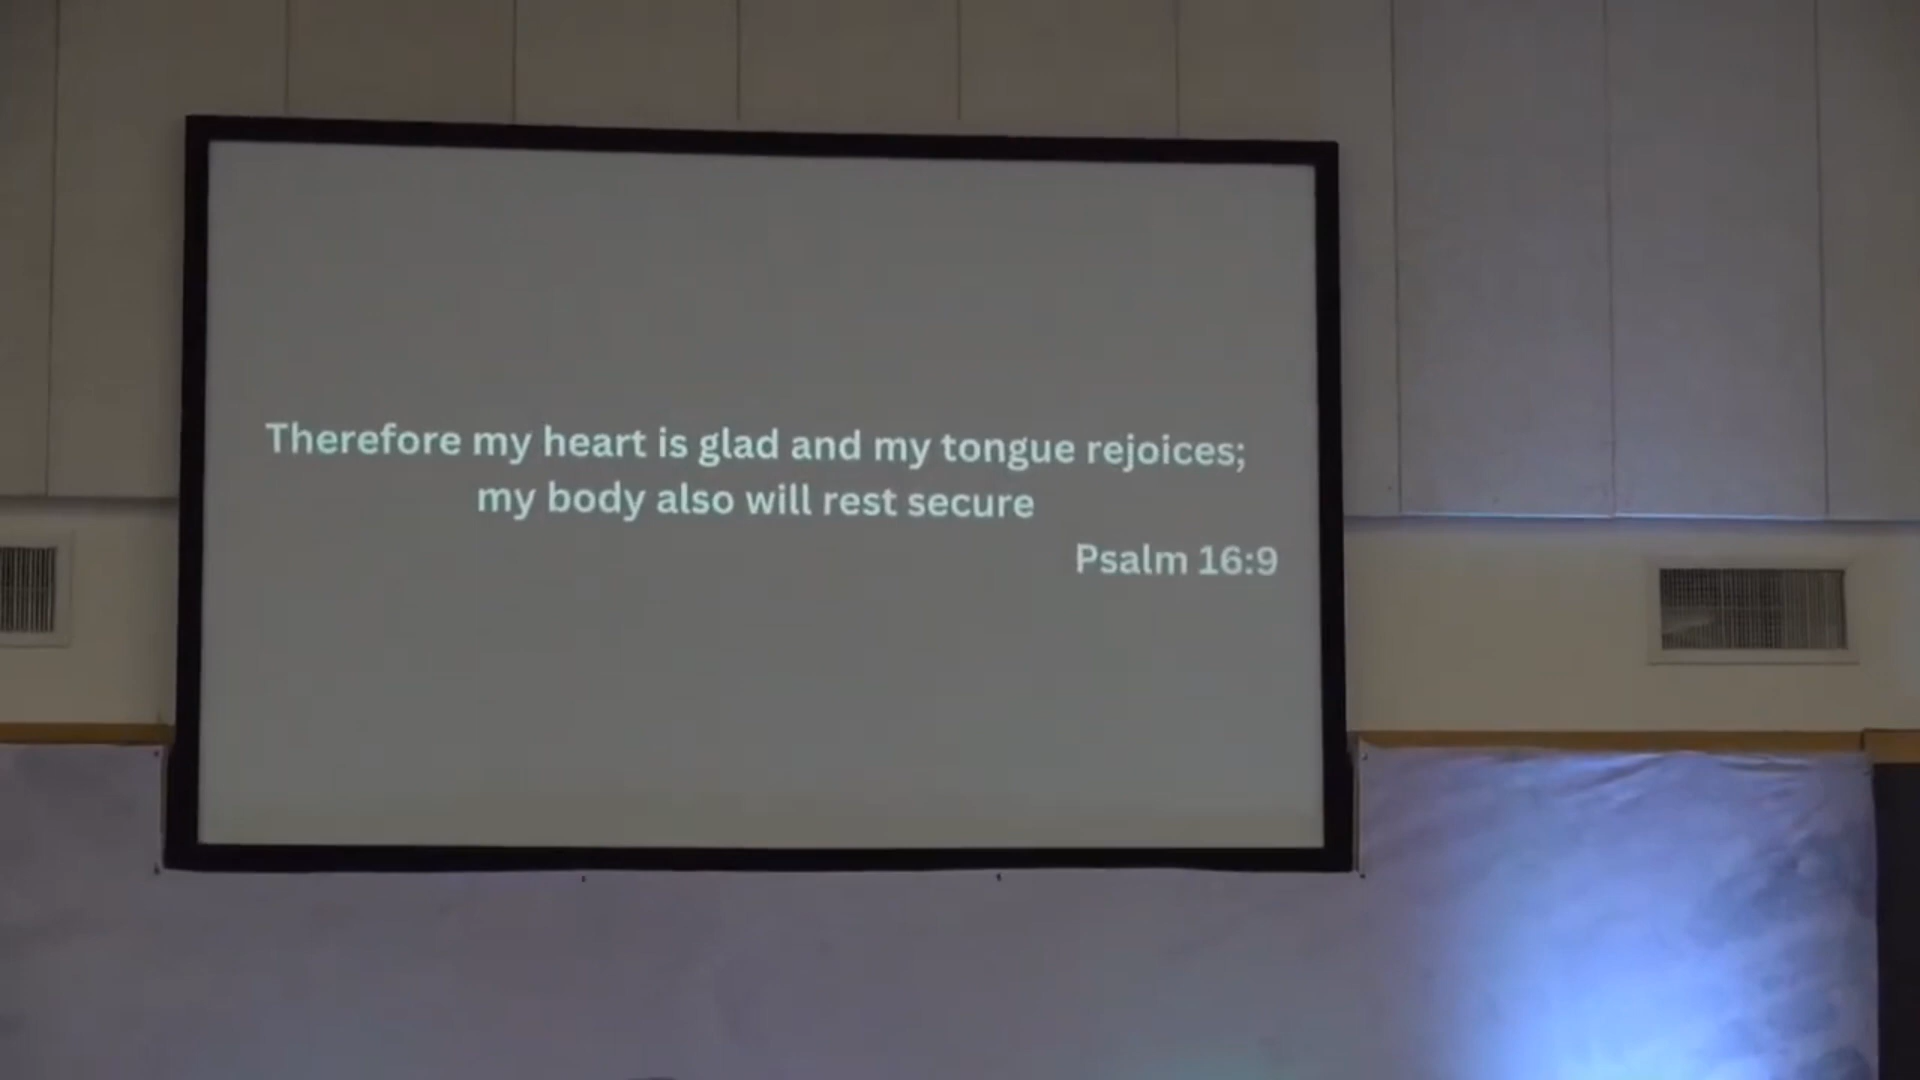 Therefore my heart is glad and my tongue rejoices;
my body also will rest secure
Psalm 16:9